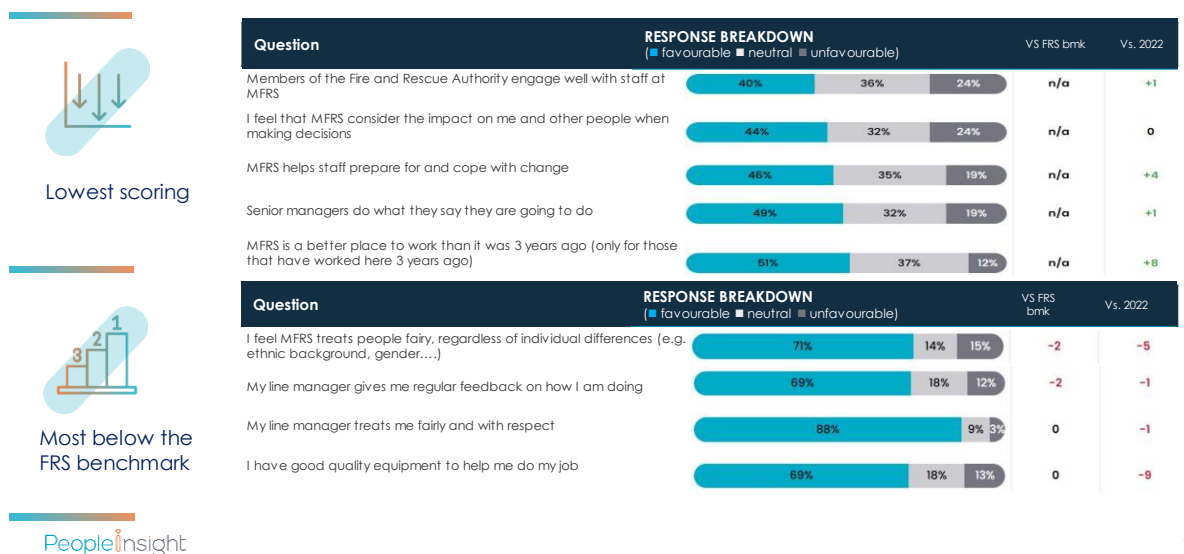 Question
RESPONSE BREAKDOWN
(■ favourable ■ neutral ■ unfavourable)
VS FRS bmk
Vs. 2022
Lowest scoring
Members of the Fire and Rescue Authority engage well with staff at
MFRS
40% 36% 24% n/a +1
I feel that MFRS consider the impact on me and other people when
making decisions
44% 32% 24% n/a 0
MFRS helps staff prepare for and cope with change
46% 35% 19% n/a +4
Senior managers do what they say they are going to do
49% 32% 19% n/a +1
MFRS is a better place to work than it was 3 years ago (only for those
that have worked here 3 years ago)
51% 37% 12% n/a +8
Question
RESPONSE BREAKDOWN
(■ favourable ■ neutral ■ unfavourable)
VS FRS
bmk
Vs. 2022
3 2 1
Most below the
FRS benchmark
I feel MFRS treats people fairy, regardless of individual differences (e.g.
ethnic background, gender....)
71% 14% 15% -2 -5
My line manager gives me regular feedback on how I am doing
69% 18% 12% -2 -1
My line manager treats me fairly and with respect
88% 9% 3% 0 -1
I have good quality equipment to help me do my job
69% 18% 13% 0 -9
PeopleInsight